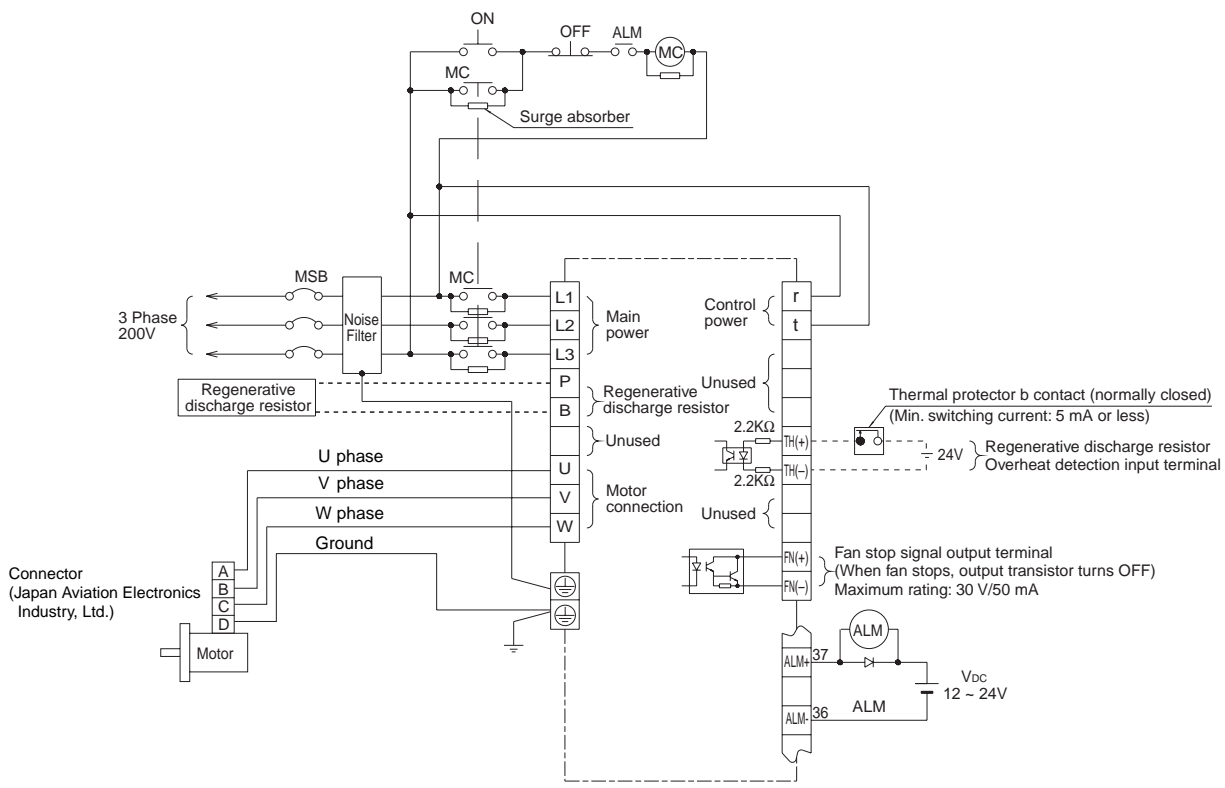 ON
OFF
ALM
MC
MC
Surge absorber
MSB
MC
3 Phase
200V
Noise
Filter
L1
L2
L3
Main
power
Control
power
r
t
P
B
Regenerative
discharge resistor
Regenerative
discharge resistor
Unused
Unused
Thermal protector b contact (normally closed)
(Min. switching current: 5 mA or less)
2.2KΩ
TH(+)
TH(–)
2.2KΩ
24V
Regenerative discharge resistor
Overheat detection input terminal
U phase
V phase
W phase
Ground
U
V
W
Motor
connection
Unused
FN(+)
FN(–)
Fan stop signal output terminal
(When fan stops, output transistor turns OFF)
Maximum rating: 30 V/50 mA
Connector
(Japan Aviation Electronics
Industry, Ltd.)
A
B
C
D
Motor
ALM
ALM+
37
VDC
12 ~ 24V
ALM-
36
ALM